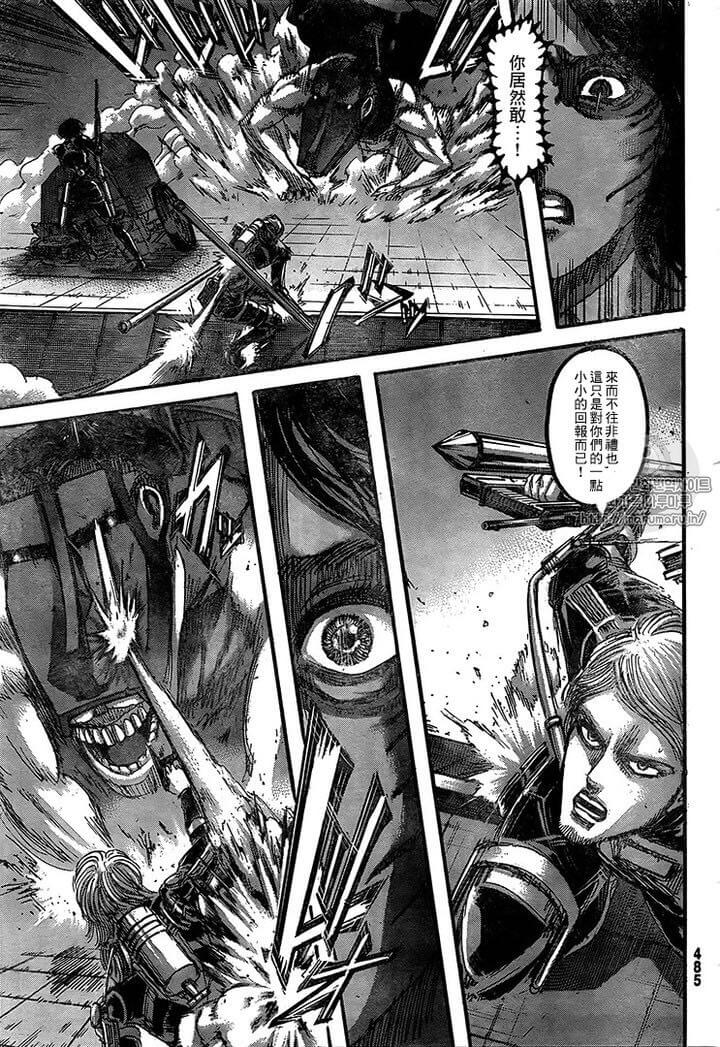 你居然敢…！
來而不往非禮也
這只是對你們的一點
小小的回報而已！
http://marumaru.in/
485